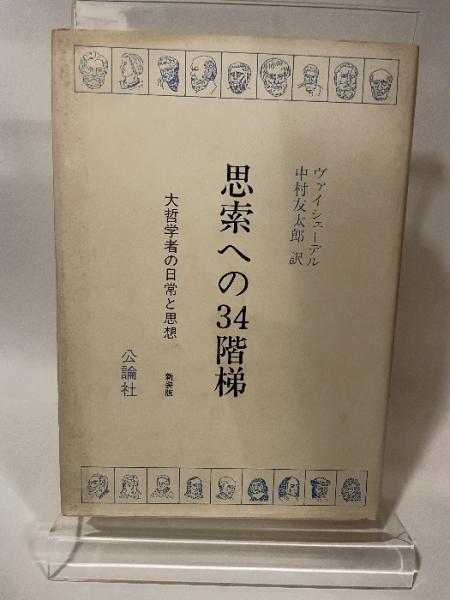 ヴァイシェーデル
中村友太郎 訳
思索への34階梯
大哲学者の日常と思想
新装版
公論社